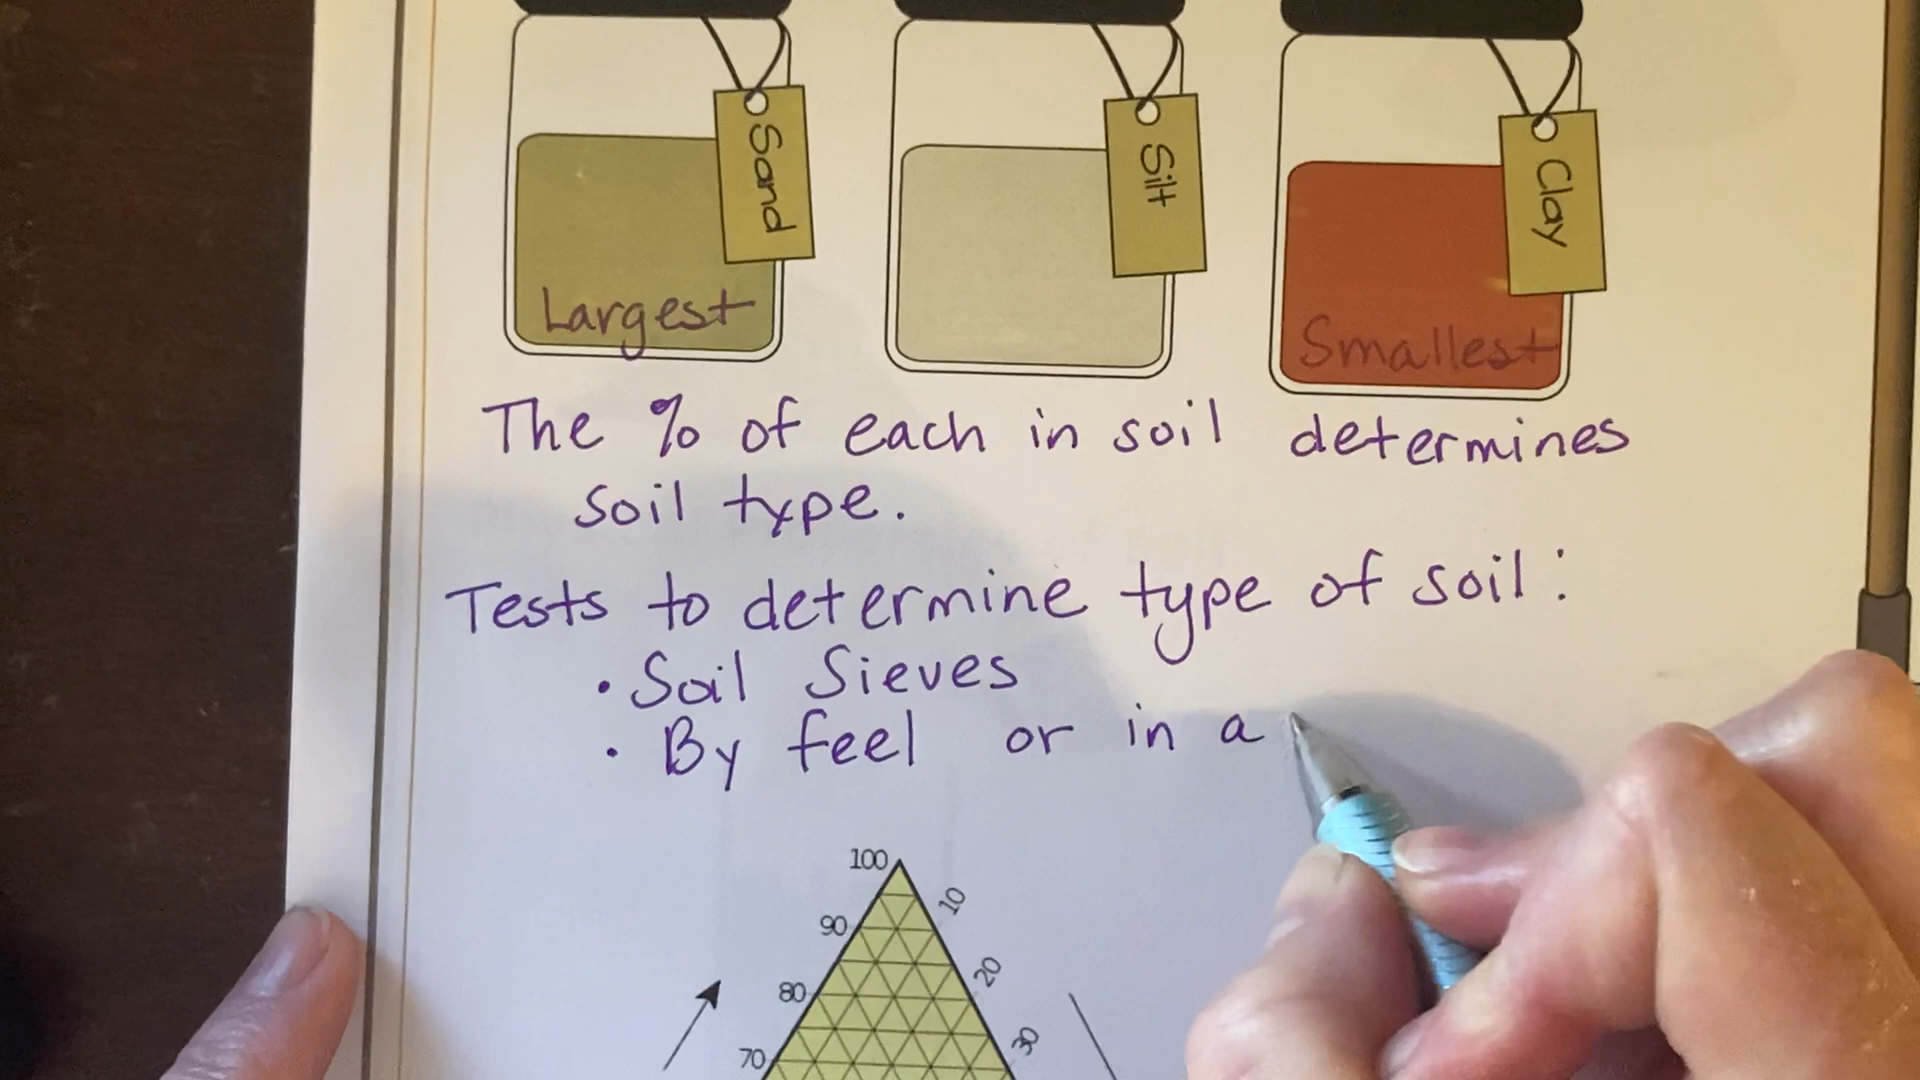 Sand
Silt
Clay
Largest
Smallest
The % of each in soil determines
soil type.
Tests to determine type of soil:
• Soil Sieves
• By feel or in a
100
10
90
20
80
30
70